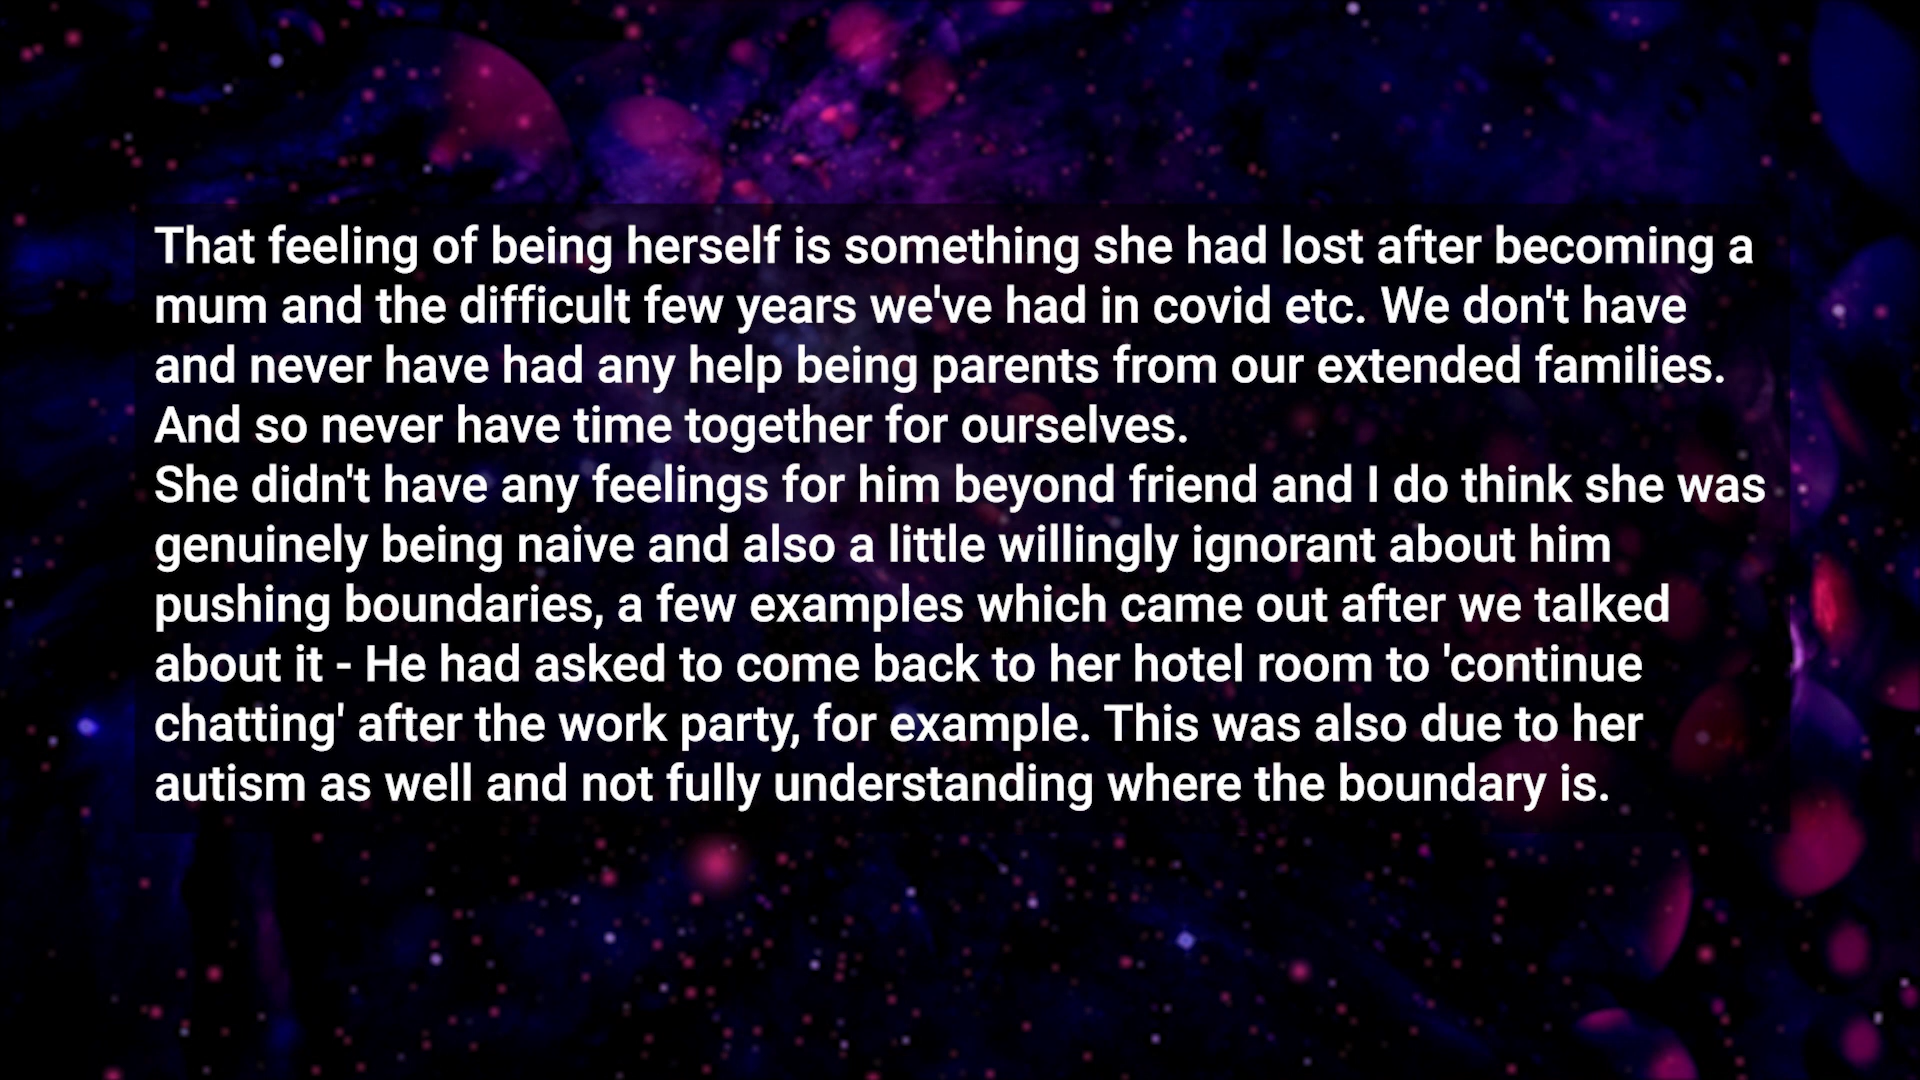 That feeling of being herself is something she had lost after becoming a
mum and the difficult few years we've had in covid etc. We don't have
and never have had any help being parents from our extended families.
And so never have time together for ourselves.
She didn't have any feelings for him beyond friend and I do think she was
genuinely being naive and also a little willingly ignorant about him
pushing boundaries, a few examples which came out after we talked
about it - He had asked to come back to her hotel room to 'continue
chatting' after the work party, for example. This was also due to her
autism as well and not fully understanding where the boundary is.